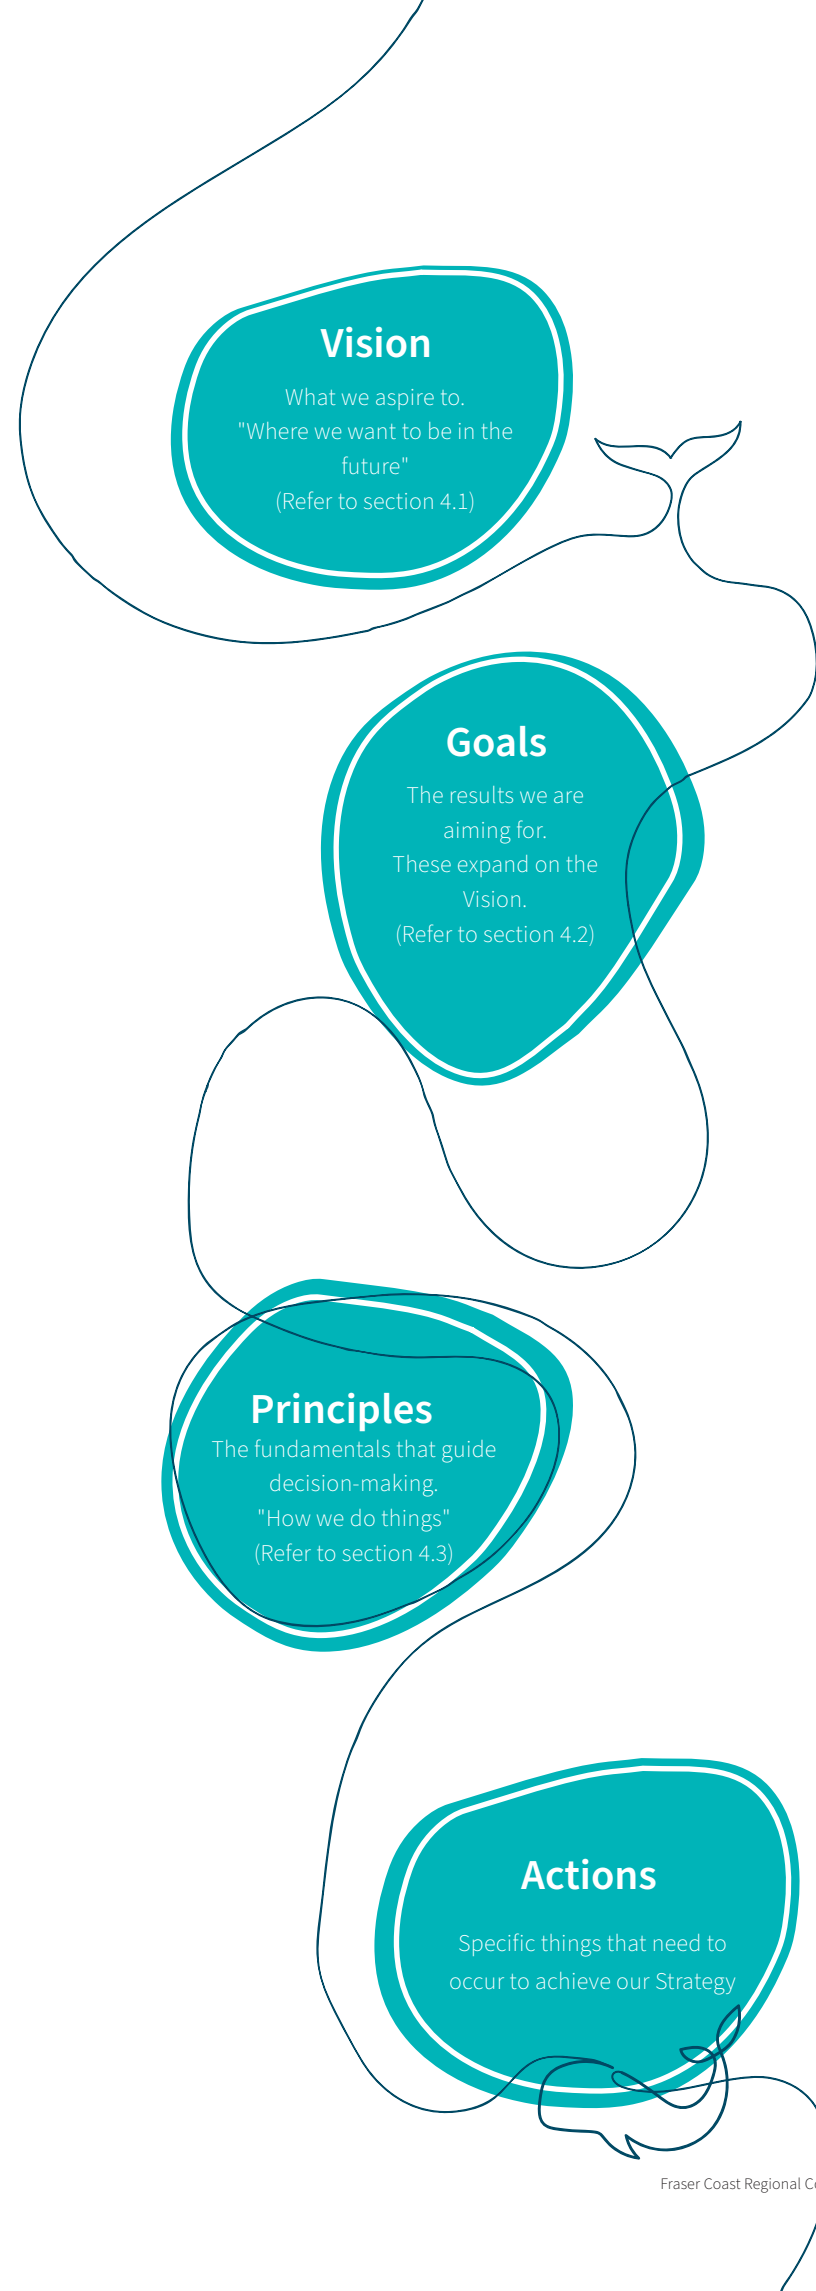 Vision
What we aspire to.
"Where we want to be in the
future"
(Refer to section 4.1)
Goals
The results we are
aiming for.
These expand on the
Vision.
(Refer to section 4.2)
Principles
The fundamentals that guide
decision-making.
"How we do things"
(Refer to section 4.3)
Actions
Specific things that need to
occur to achieve our Strategy
Fraser Coast Regional